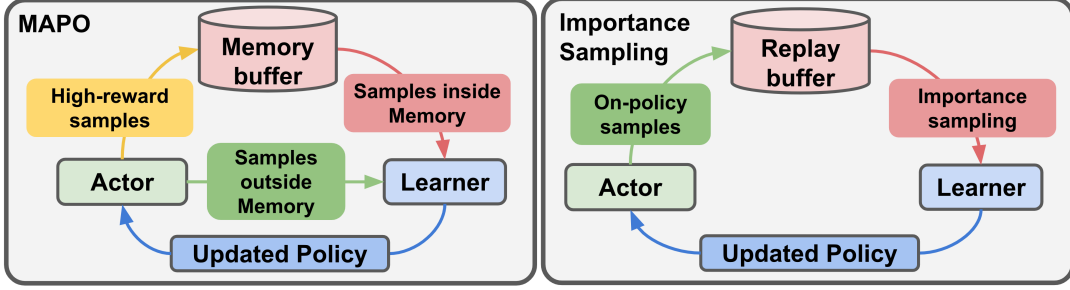 MAPO
Memory
buffer
High-reward
samples
Samples inside
Memory
Samples
outside
Memory
Actor
Learner
Updated Policy
Importance
Sampling
Replay
buffer
On-policy
samples
Importance
sampling
Actor
Learner
Updated Policy